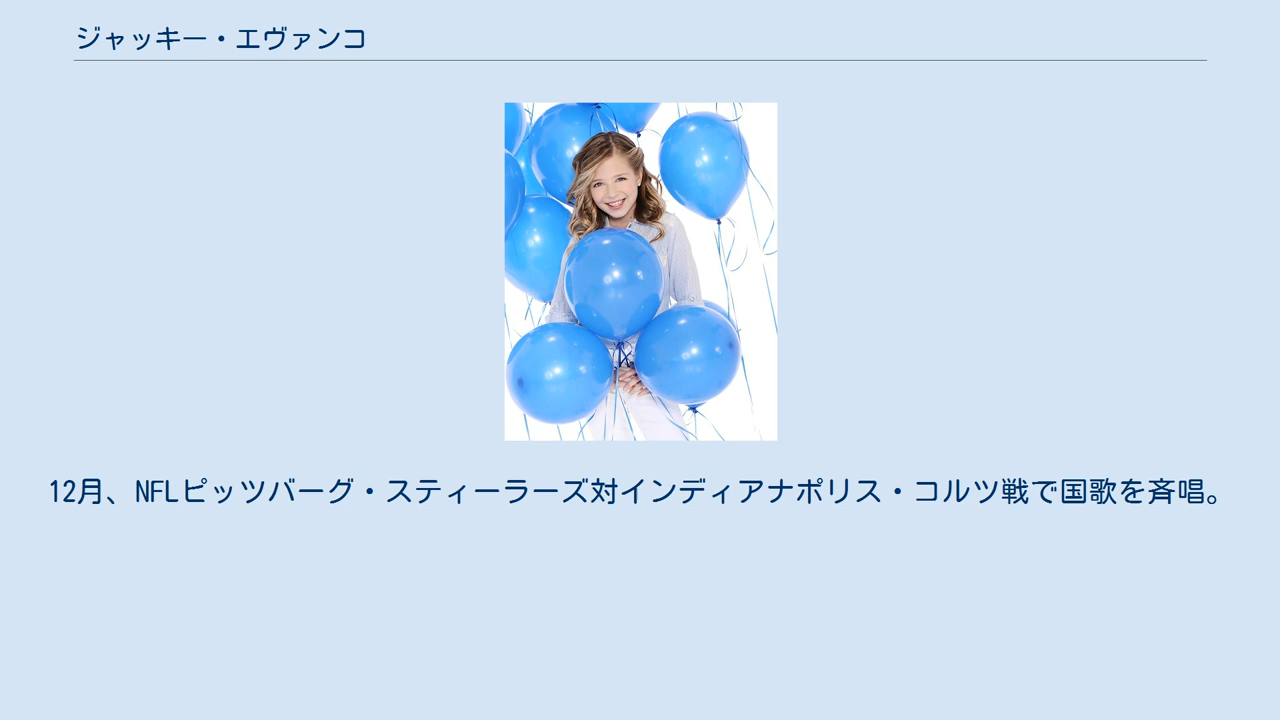 ジャッキー・エヴァンコ
12月、NFLピッツバーグ・スティーラーズ対インディアナポリス・コルツ戦で国歌を斉唱。